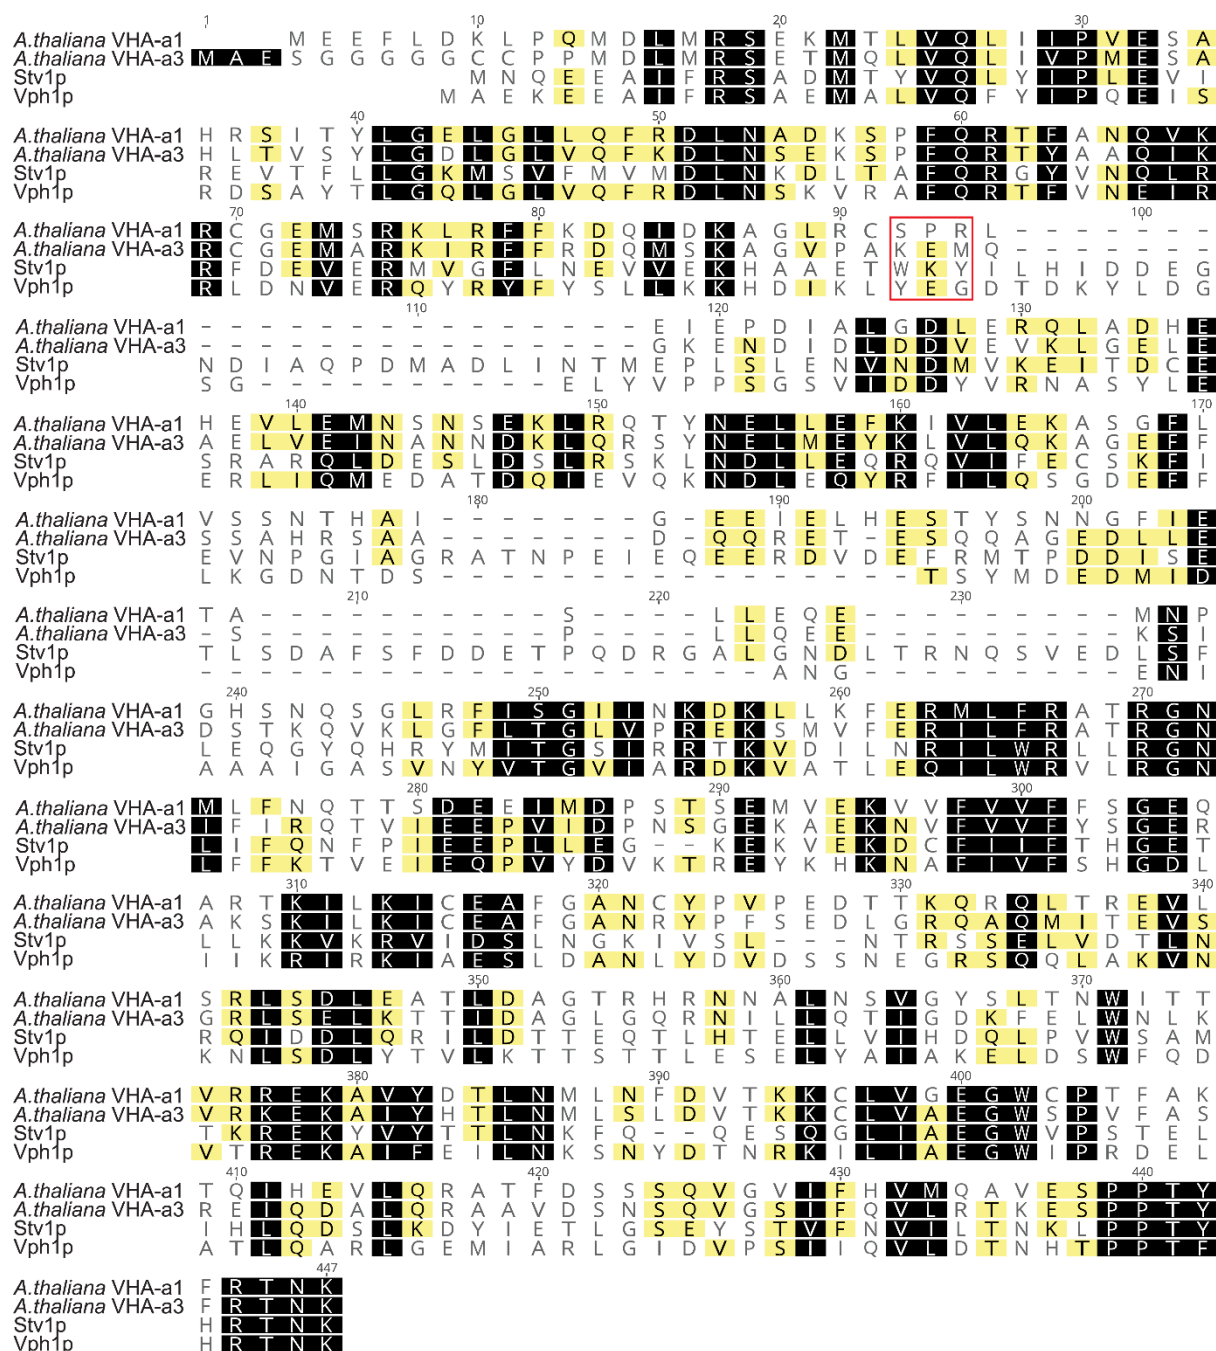 1 10 20 30
A.thaliana VHA-a1 M E E F L D K L P Q M D L M R S E K M T L V Q L I I P V E S A
A.thaliana VHA-a3 M A E S G G G G C C P P M D L M R S E T M Q L V Q L I V P M E S A
Stv1p M N Q E E A I F R S A D M T Y V Q L Y I P L E V I
Vph1p M A E K E E A I F R S A E M A L V Q F Y I P Q E I S
40 50 60
A.thaliana VHA-a1 H R S I T Y L G E L G L L Q F R D L N A D K S P F Q R T F A N Q V K
A.thaliana VHA-a3 H L T V S Y L G D L G L V Q F K D L N S E K S P F Q R T Y A A Q I K
Stv1p R E V T F L L G K M S V F M V M D L N K D L T A F Q R G Y V N Q L R
Vph1p R D S A Y T L G Q L G L V Q F R D L N S K V R A F Q R T F V N E I R
70 80 90 100
A.thaliana VHA-a1 R C G E M S R K L R F F K D Q I D K A G L R C S P R L - - - - - - -
A.thaliana VHA-a3 R C G E M A R K I R F F R D Q M S K A G V P A K E M Q - - - - - - -
Stv1p R F D E V E R M V G F L N E V V E K H A A E T W K Y I L H I D D E G
Vph1p R L D N V E R Q Y R Y F Y S L L K K H D I K L Y E G D T D K Y L D G
110 120 130
A.thaliana VHA-a1 - - - - - - - - - - - - - - - E I E P D I A L G D L E R Q L A D H E
A.thaliana VHA-a3 - - - - - - - - - - - - - - - G K E N D I D L D D V E V K L G E L E
Stv1p N D I A Q P D M A D L I N T M E P L S L E N V N D M V K E I T D C E
Vph1p S G - - - - - - - - - - E L Y V P P S G S V I D D Y V R N A S Y L E
140 150 160 170
A.thaliana VHA-a1 H E V L E M N S N S E K L R Q T Y N E L L E F K I V L E K A S G F L
A.thaliana VHA-a3 A E L V E I N A N N D K L Q R S Y N E L M E Y K L V L Q K A G E F F
Stv1p S R A R Q L D E S L D S L R S K L N D L L E Q R Q V I F E C S K F I
Vph1p E R L I Q M E D A T D Q I E V Q K N D L E Q Y R F I L Q S G D E F F
180 190 200
A.thaliana VHA-a1 V S S N T H A I - - - - - - - G - E E I E L H E S T Y S N N G F I E
A.thaliana VHA-a3 S S A H R S A A - - - - - - - D - Q Q R E T - E S Q Q A G E D L L E
Stv1p E V N P G I A G R A T N P E I E Q E E R D V D E F R M T P D D I S E
Vph1p L K G D N T D S - - - - - - - - - - - - - - - - T S Y M D E D M I D
210 220 230
A.thaliana VHA-a1 T A - - - - - - - - - - S - - - - L L E Q E - - - - - - - - - M N P
A.thaliana VHA-a3 - S - - - - - - - - - - P - - - - L L Q E E - - - - - - - - - K S I
Stv1p T L S D A F S F D D E T P Q D R G A L G N D L T R N Q S V E D L S F
Vph1p - - - - - - - - - - - - - - - - - - A N G - - - - - - - - - - E N I
240 250 260 270
A.thaliana VHA-a1 G H S N Q S G L R F I S G I I N K D K L L K F E R M L F R A T R G N
A.thaliana VHA-a3 D S T K Q V K L G F L T G L V P R E K S M V F E R I L F R A T R G N
Stv1p L E Q G Y Q H R Y M I T G S I R R T K V D I L N R I L W R L L R G N
Vph1p A A A I G A S V N Y V T G V I A R D K V A T L E Q I L W R V L R G N
280 290 300
A.thaliana VHA-a1 M L F N Q T T S D E E I M D P S T S E M V E K V V F V V F F S G E Q
A.thaliana VHA-a3 I F I R Q T V I E E P V I D P N S G E K A E K N V F V V F Y S G E R
Stv1p L I F Q N F P I E E P L L E G - - K E K V E K D C F I I F T H G E T
Vph1p L F F K T V E I E Q P V Y D V K T R E Y K H K N A F I V F S H G D L
310 320 330 340
A.thaliana VHA-a1 A R T K I L K I C E A F G A N C Y P V P E D T T K Q R Q L T R E V L
A.thaliana VHA-a3 A K S K I L K I C E A F G A N R Y P F S E D L G R Q A Q M I T E V S
Stv1p L L K K V K R V I D S L N G K I V S L - - - N T R S S E L V D T L N
Vph1p I I K R I R K I A E S L D A N L Y D V D S S N E G R S Q Q L A K V N
350 360 370
A.thaliana VHA-a1 S R L S D L E A T L D A G T R H R N N A L N S V G Y S L T N W I T T
A.thaliana VHA-a3 G R L S E L K T T I D A G L G Q R N I L L Q T I G D K F E L W N L K
Stv1p R Q I D D L Q R I L D T T E Q T L H T E L L V I H D Q L P V W S A M
Vph1p K N L S D L Y T V L K T T S T T L E S E L Y A I A K E L D S W F Q D
380 390 400
A.thaliana VHA-a1 V R R E K A V Y D T L N M L N F D V T K K C L V G E G W C P T F A K
A.thaliana VHA-a3 V R K E K A I Y H T L N M L S L D V T K K C L V A E G W S P V F A S
Stv1p T K R E K Y V Y T T L N K F Q - - Q E S Q G L I A E G W V P S T E L
Vph1p V T R E K A I F E I L N K S N Y D T N R K I L I A E G W I P R D E L
410 420 430 440
A.thaliana VHA-a1 T Q I H E V L Q R A T F D S S S Q V G V I F H V M Q A V E S P P T Y
A.thaliana VHA-a3 R E I Q D A L Q R A A V D S N S Q V G S I F Q V L R T K E S P P T Y
Stv1p I H L Q D S L K D Y I E T L G S E Y S T V F N V I L T N K L P P T Y
Vph1p A T L Q A R L G E M I A R L G I D V P S I I Q V L D T N H T P P T F
447
A.thaliana VHA-a1 F R T N K
A.thaliana VHA-a3 F R T N K
Stv1p H R T N K
Vph1p H R T N K